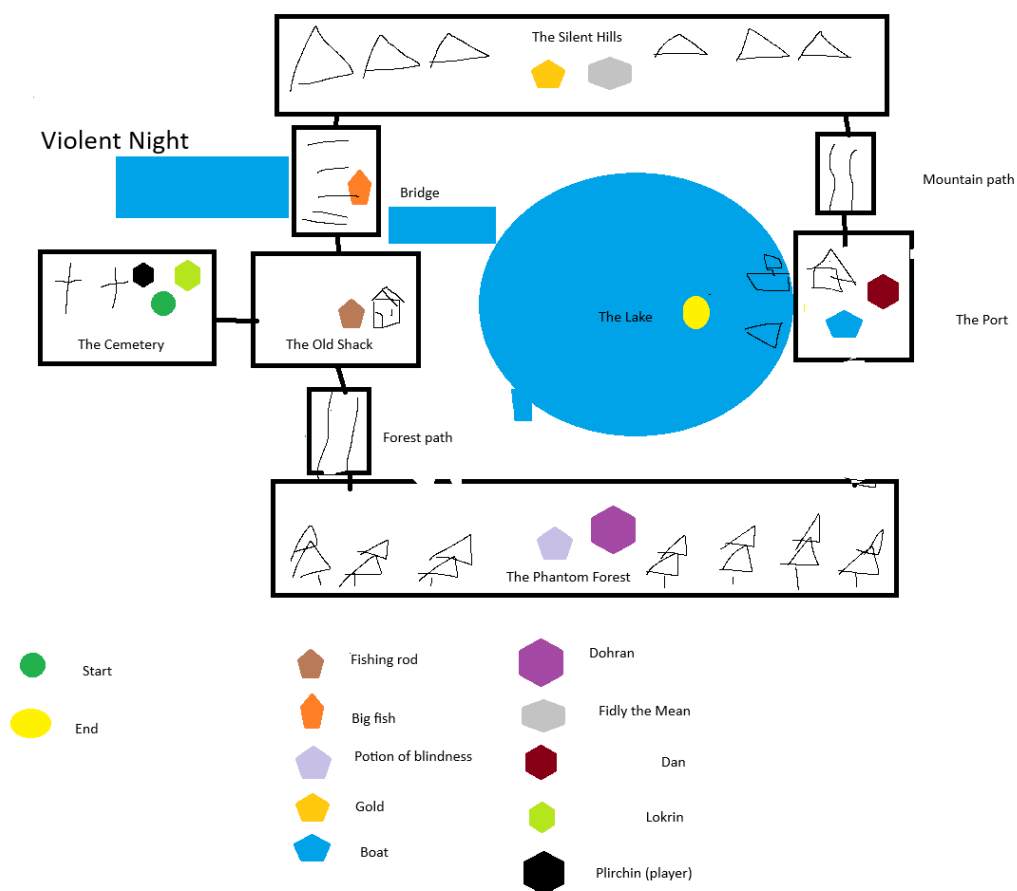 The Silent Hills
Violent Night
Bridge
Mountain path
The Cemetery
The Old Shack
The Lake
The Port
Forest path
The Phantom Forest
Start
End
Fishing rod
Big fish
Potion of blindness
Gold
Boat
Dohran
Fidly the Mean
Dan
Lokrin
Plirchin (player)